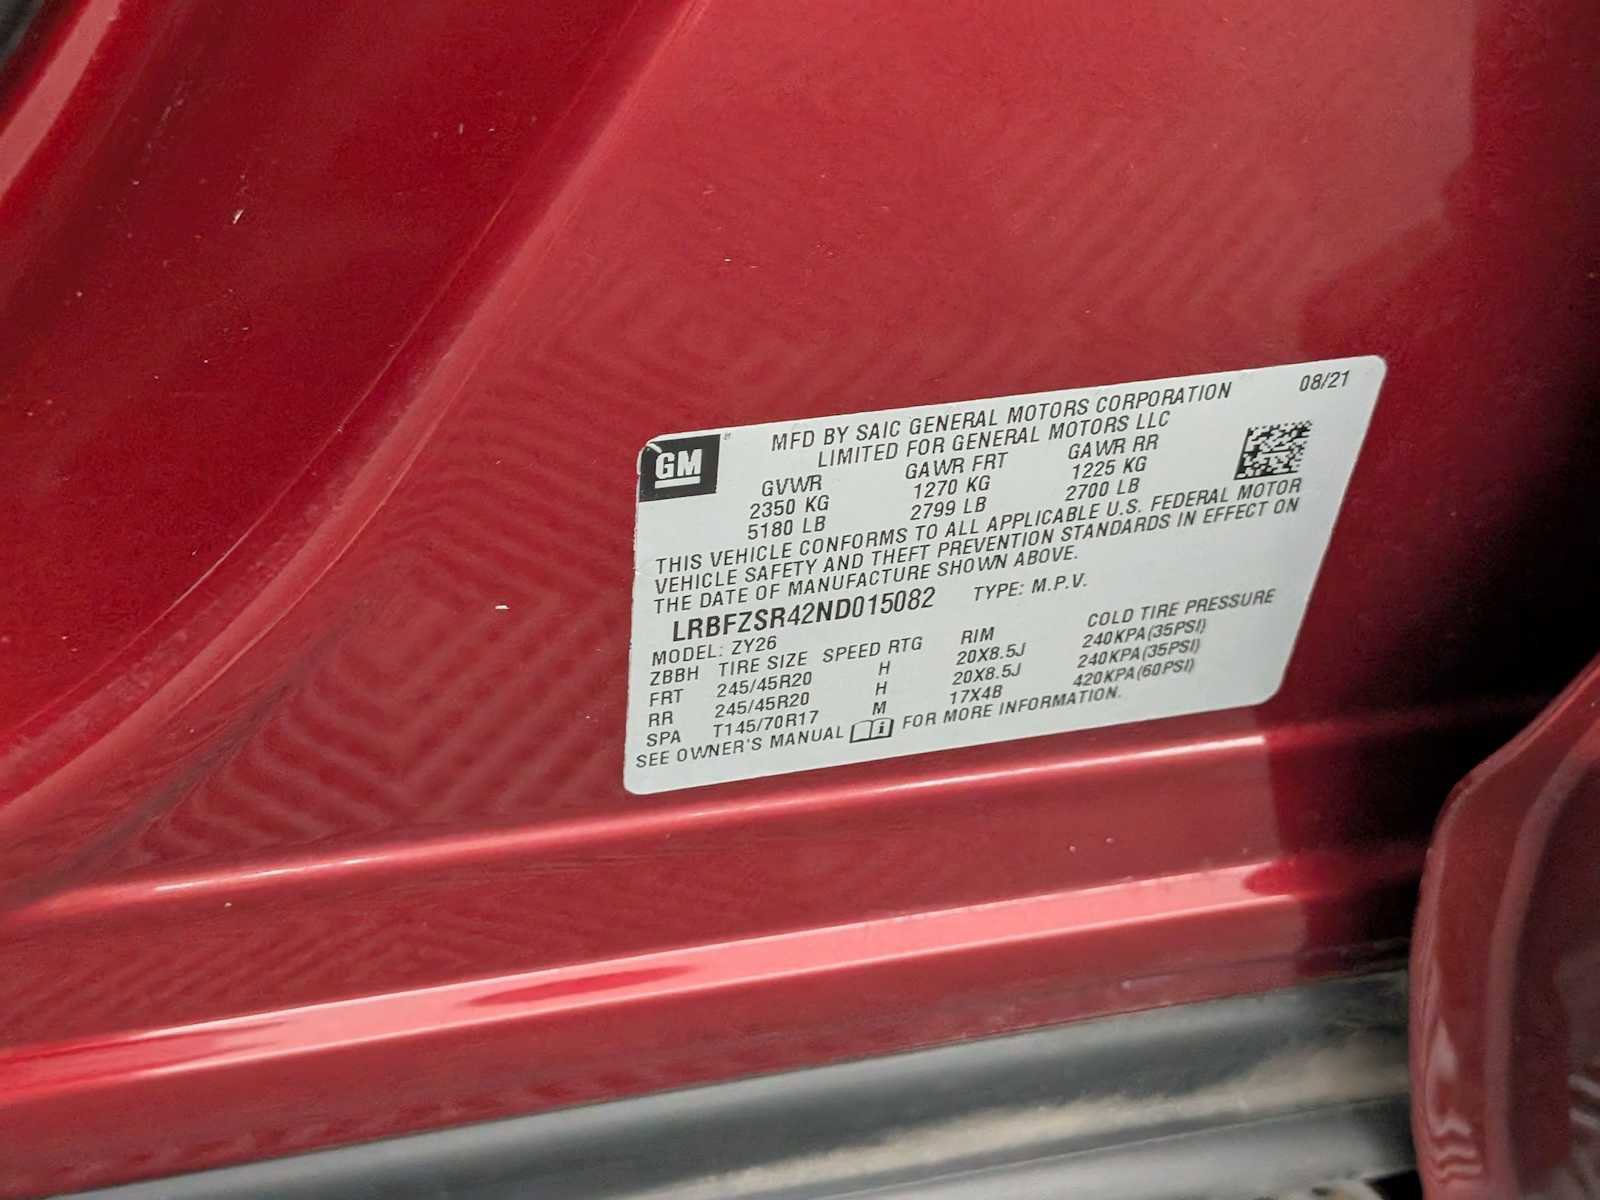 GM
MFD BY SAIC GENERAL MOTORS CORPORATION 08/21
LIMITED FOR GENERAL MOTORS LLC
GVWR GAWR FRT GAWR RR
2350 KG 1270 KG 1225 KG
5180 LB 2799 LB 2700 LB
THIS VEHICLE CONFORMS TO ALL APPLICABLE U.S. FEDERAL MOTOR
VEHICLE SAFETY AND THEFT PREVENTION STANDARDS IN EFFECT ON
THE DATE OF MANUFACTURE SHOWN ABOVE.
LRBFZSR42ND015082 TYPE: M.P.V.
MODEL: ZY26
ZBBH TIRE SIZE SPEED RTG RIM COLD TIRE PRESSURE
FRT 245/45R20 H 20X8.5J 240KPA(35PSI)
RR 245/45R20 H 20X8.5J 240KPA(35PSI)
SPA T145/70R17 M 17X4B 420KPA(60PSI)
SEE OWNER'S MANUAL FOR MORE INFORMATION.